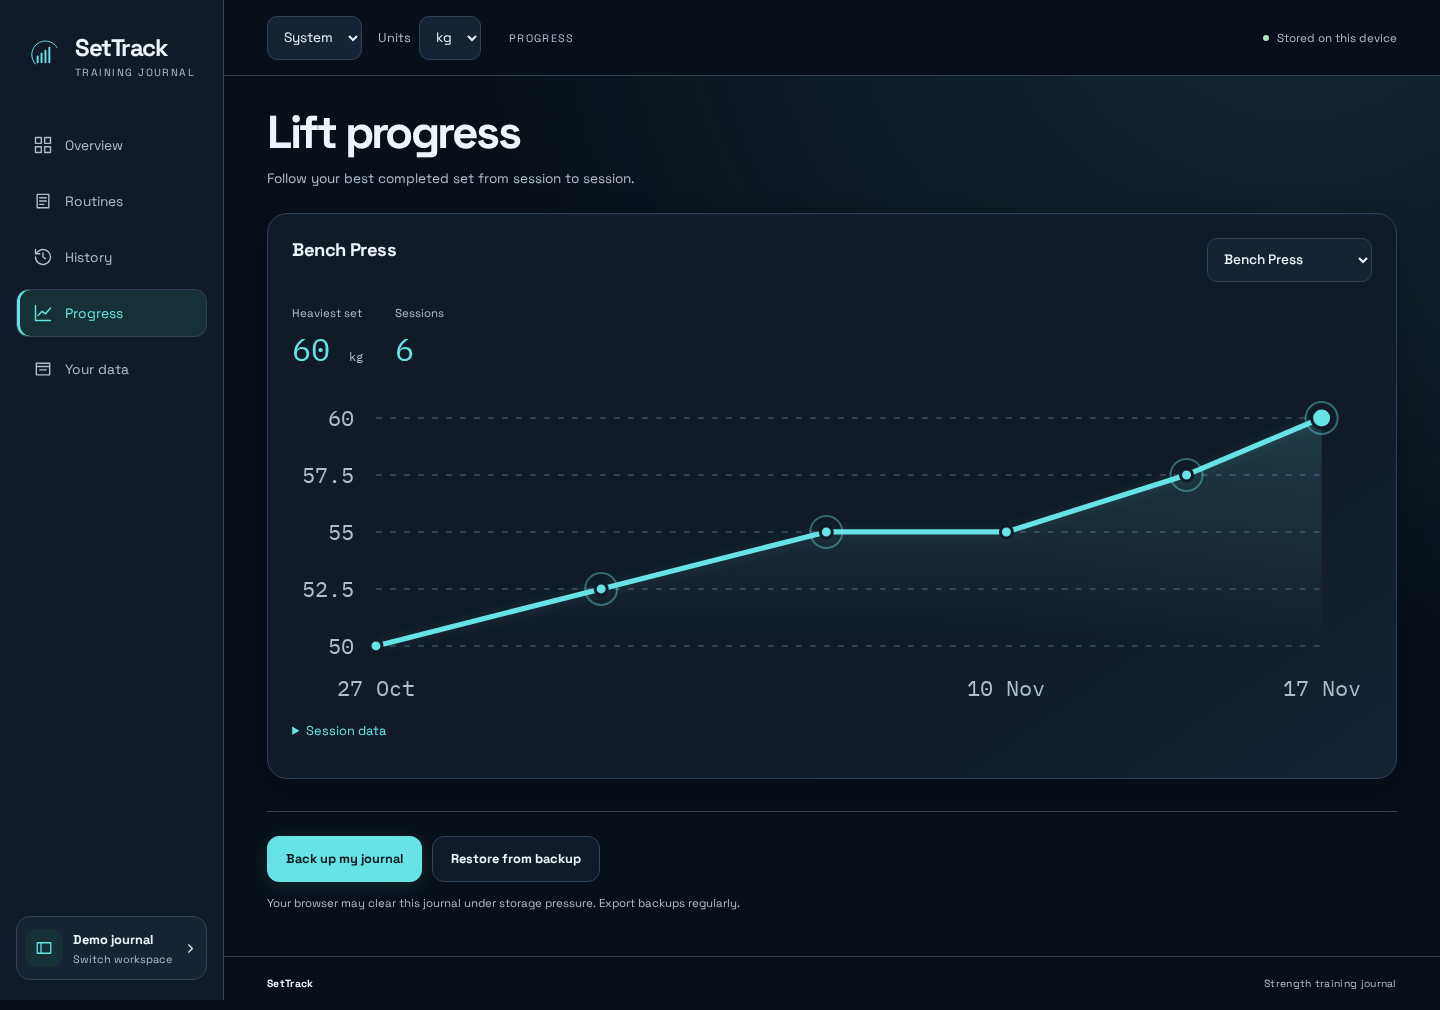 SetTrack
TRAINING JOURNAL
Overview
Routines
History
Progress
Your data
Demo journal
Switch workspace
System
Units
kg
PROGRESS
Stored on this device
Lift progress
Follow your best completed set from session to session.
Bench Press
Bench Press
Heaviest set
Sessions
60 kg
6
60
57.5
55
52.5
50
27 Oct
10 Nov
17 Nov
Session data
Back up my journal
Restore from backup
Your browser may clear this journal under storage pressure. Export backups regularly.
SetTrack
Strength training journal